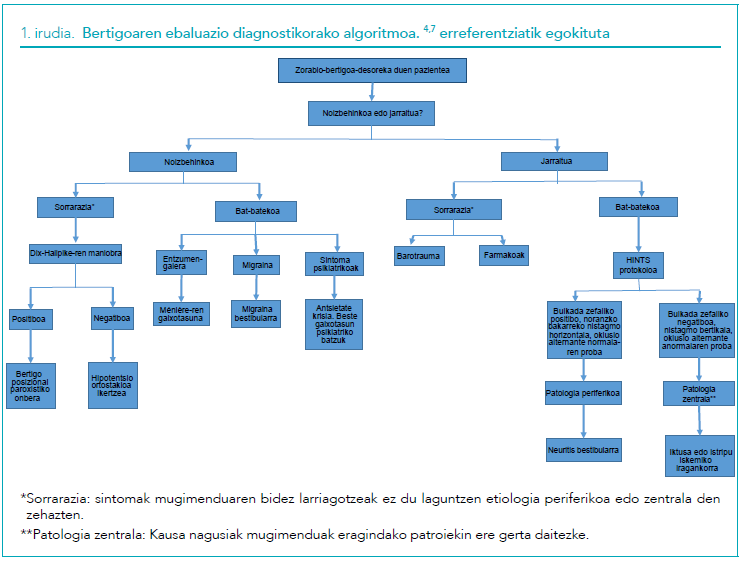 1. irudia. Bertigoaren ebaluazio diagnostikorako algoritmoa. 4,7 erreferentziatik egokituta
Zorabio-bertigoa-desoreka duen pazientea
Noizbehinkoa edo jarraitua?
Noizbehinkoa
Jarraitua
Sorrarazia*
Bat-batekoa
Sorrarazia*
Bat-batekoa
Dix-Hallpike-ren maniobra
Entzumen-
galera
Migraina
Sintoma
psikiatrikoak
Barotrauma
Farmakoak
HINTS
protokoloa
Positiboa
Negatiboa
Ménière-ren
gaixotasuna
Migraina
bestibularra
Antsietate
krisia. Beste
gaixotasun
psikiatriko
batzuk
Bulkada zefaliko
positibo, noranzko
bakarreko nistagmo
horizontala, oklusio
alternante normala-
ren proba
Bulkada zefaliko
negatiboa,
nistagmo bertikala,
oklusio alternante
anormalaren proba
Bertigo
posizional
paroxistiko
onbera
Hipotentsio
ortostatikoa
ikertzea
Patologia periferikoa
Patologia
zentrala**
Neuritis bestibularra
Iktusa edo istripu
iskemiko
iragankorra
*Sorrarazia: sintomak mugimenduaren bidez larriagotzeak ez du laguntzen etiologia periferikoa edo zentrala den
zehazten.
**Patologia zentrala: Kausa nagusiak mugimenduak eragindako patroiekin ere gerta daitezke.